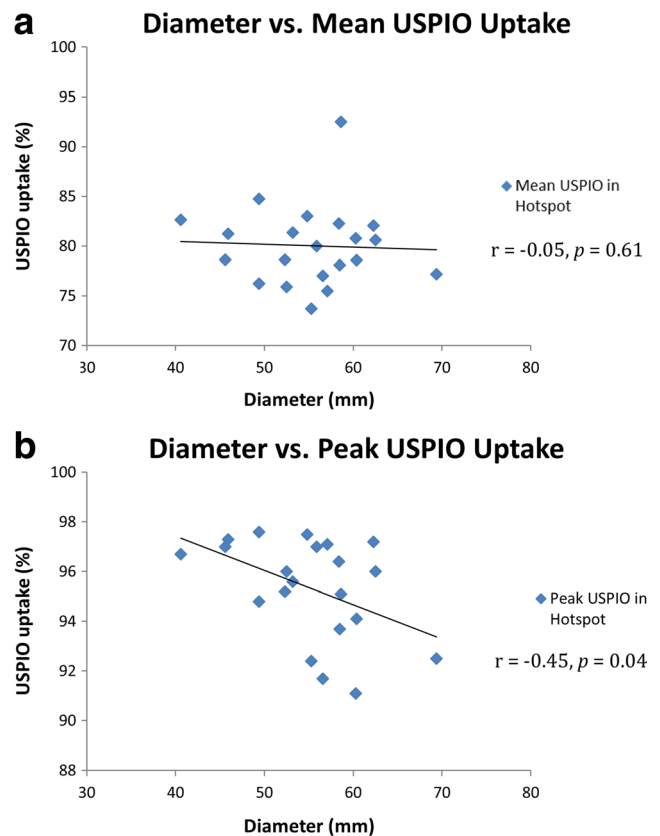 a
Diameter vs. Mean USPIO Uptake
100
95
90
85
80
75
70
USPIO uptake (%)
30 40 50 60 70 80
Diameter (mm)
Mean USPIO in
Hotspot
r = -0.05, p = 0.61
b
Diameter vs. Peak USPIO Uptake
100
98
96
94
92
90
88
USPIO uptake (%)
30 40 50 60 70 80
Diameter (mm)
Peak USPIO in
Hotspot
r = -0.45, p = 0.04